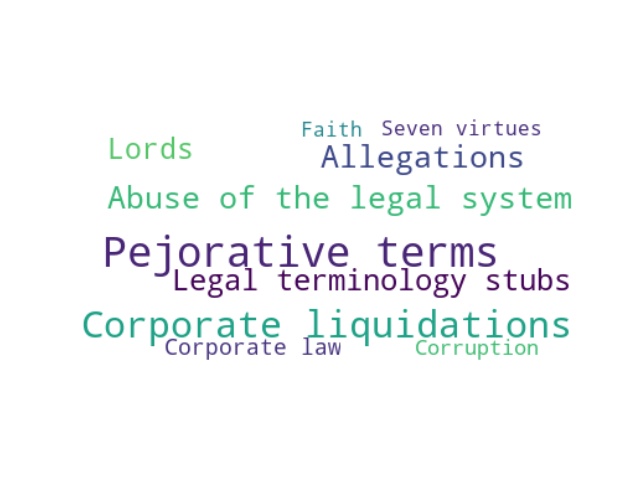 Faith Seven virtues
Lords Allegations
Abuse of the legal system
Pejorative terms
Legal terminology stubs
Corporate liquidations
Corporate law Corruption